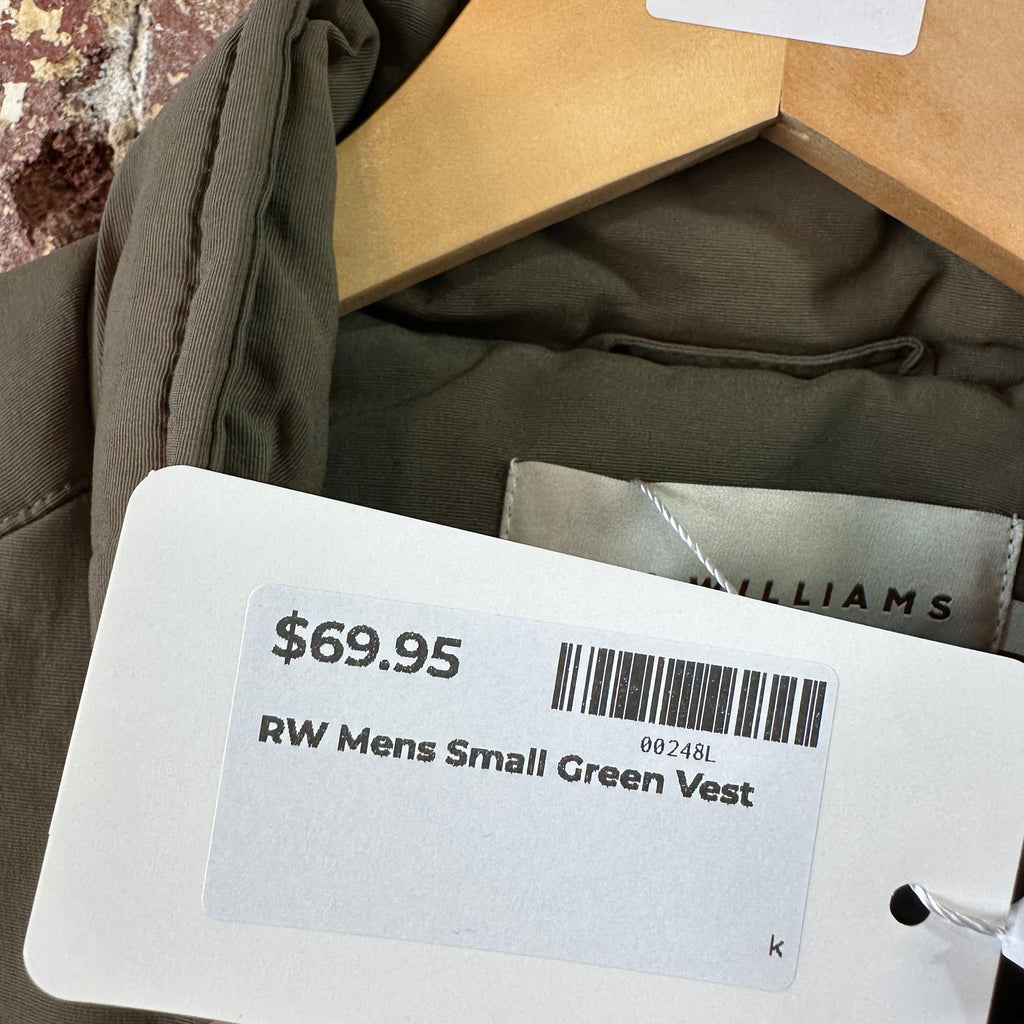 WILLIAMS
$69.95
00248L
RW Mens Small Green Vest
k